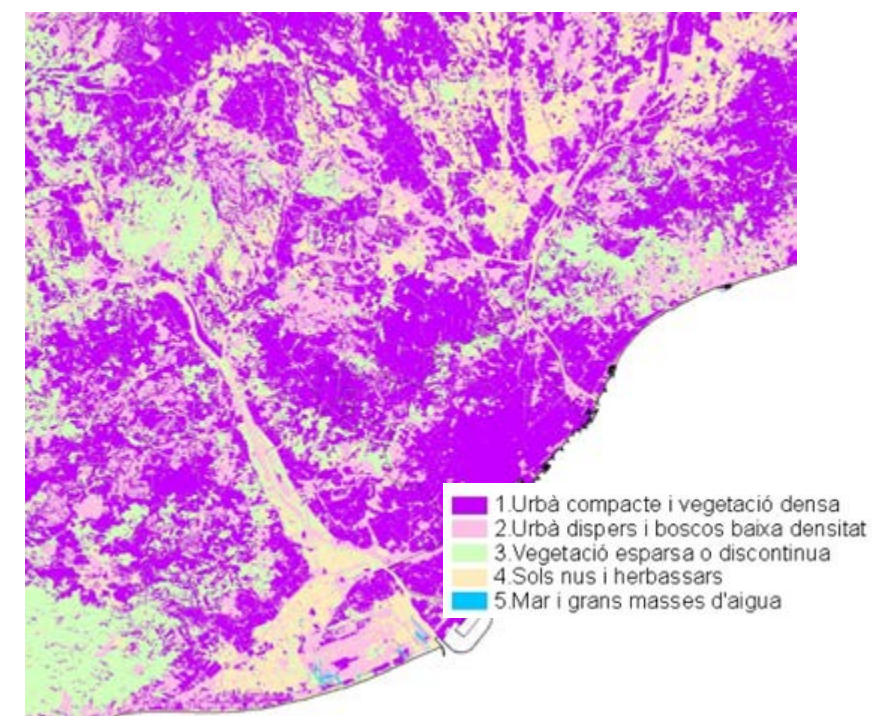 1.Urbà compacte i vegetació densa
2.Urbà dispers i boscos baixa densitat
3.Vegetació esparsa o discontinua
4.Sols nus i herbassars
5.Mar i grans masses d'aigua